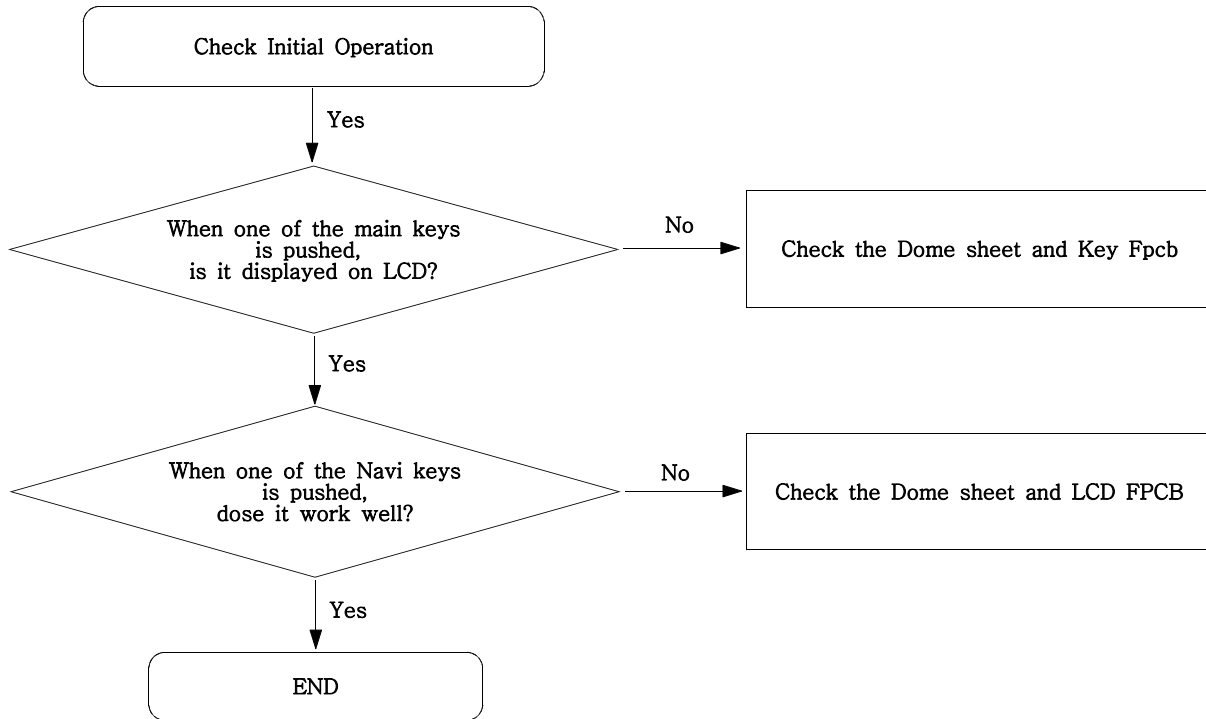 Check Initial Operation
Yes
When one of the main keys
is pushed,
is it displayed on LCD?
No
Check the Dome sheet and Key Fpcb
Yes
When one of the Navi keys
is pushed,
dose it work well?
No
Check the Dome sheet and LCD FPCB
Yes
END